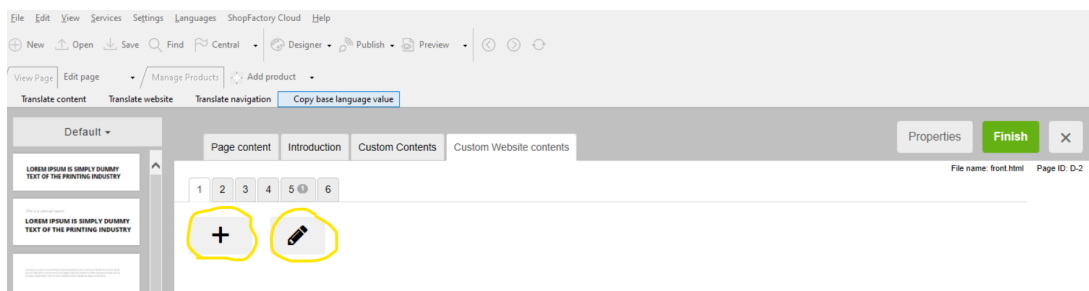 File Edit View Services Settings Languages ShopFactory Cloud Help
New Open Save Find Central Designer Publish Preview
View Page Edit page Manage Products Add product
Translate content Translate website Translate navigation Copy base language value
Default
Page content Introduction Custom Contents Custom Website contents
Properties Finish
File name: front.html Page ID: D-2
LOREM IPSUM IS SIMPLY DUMMY
TEXT OF THE PRINTING INDUSTRY
1 2 3 4 5 1 6
LOREM IPSUM IS SIMPLY DUMMY
TEXT OF THE PRINTING INDUSTRY